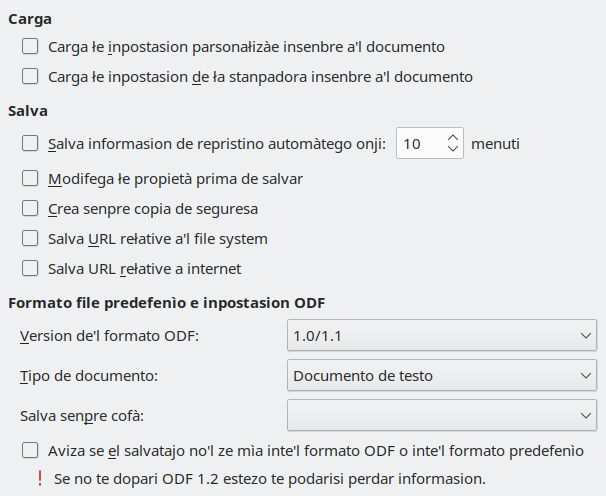 Carga
Carga łe inpostasion parsonałizàe insenbre a'l documento
Carga łe inpostasion de ła stanpadora insenbre a'l documento
Salva
Salva informasion de repristino automàtego onji: 10 menuti
Modifega łe propietà prima de salvar
Crea senpre copia de seguresa
Salva URL rełative a'l file system
Salva URL rełative a internet
Formato file predefenìo e inpostasion ODF
Version de'l formato ODF: 1.0/1.1
Tipo de documento: Documento de testo
Salva senpre cofà:
Aviza se el salvatajo no'l ze mìa inte'l formato ODF o inte'l formato predefenìo
! Se no te dopari ODF 1.2 estezo te podarisi perdar informasion.